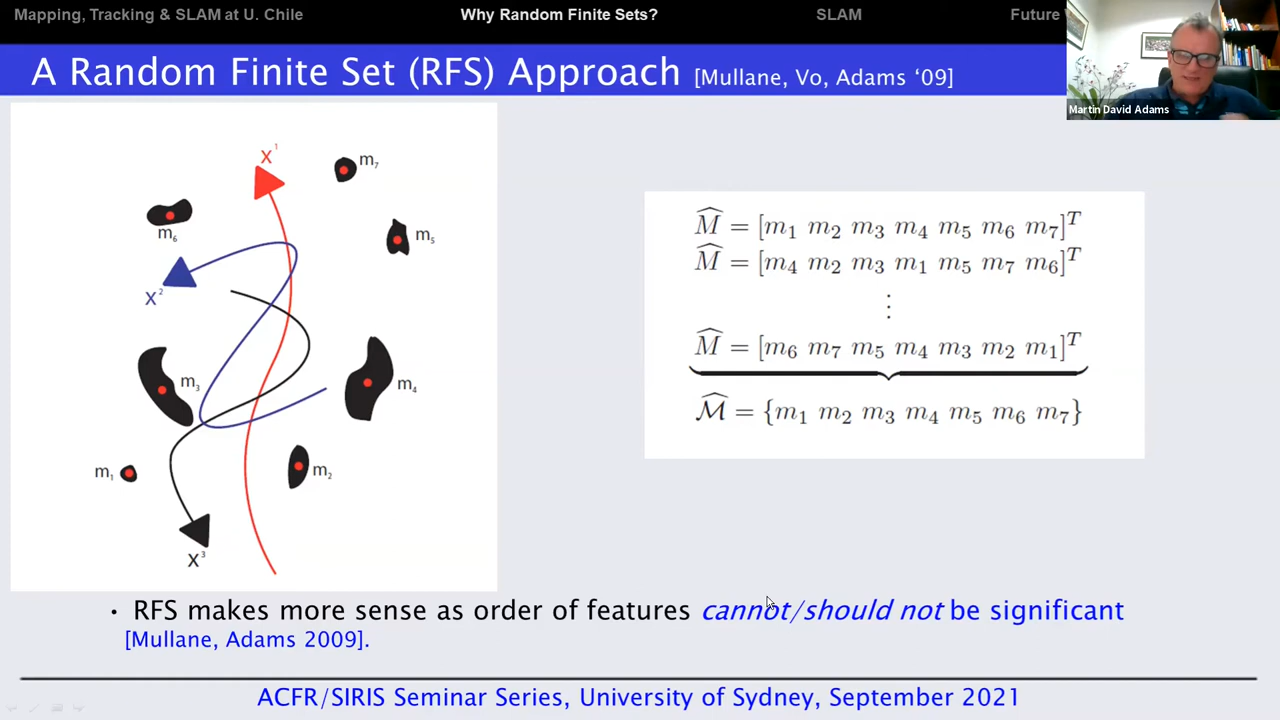 Mapping, Tracking & SLAM at U. Chile Why Random Finite Sets? SLAM Future
A Random Finite Set (RFS) Approach [Mullane, Vo, Adams ‘09]
Martin David Adams
X¹
m₇
m₆
m₅
X²
m₃
m₄
m₁
m₂
X³
M̂ = [m₁ m₂ m₃ m₄ m₅ m₆ m₇]ᵀ
M̂ = [m₄ m₂ m₃ m₁ m₅ m₇ m₆]ᵀ
⋮
M̂ = [m₆ m₇ m₅ m₄ m₃ m₂ m₁]ᵀ
ℳ̂ = {m₁ m₂ m₃ m₄ m₅ m₆ m₇}
• RFS makes more sense as order of features cannot/should not be significant
[Mullane, Adams 2009].
ACFR/SIRIS Seminar Series, University of Sydney, September 2021